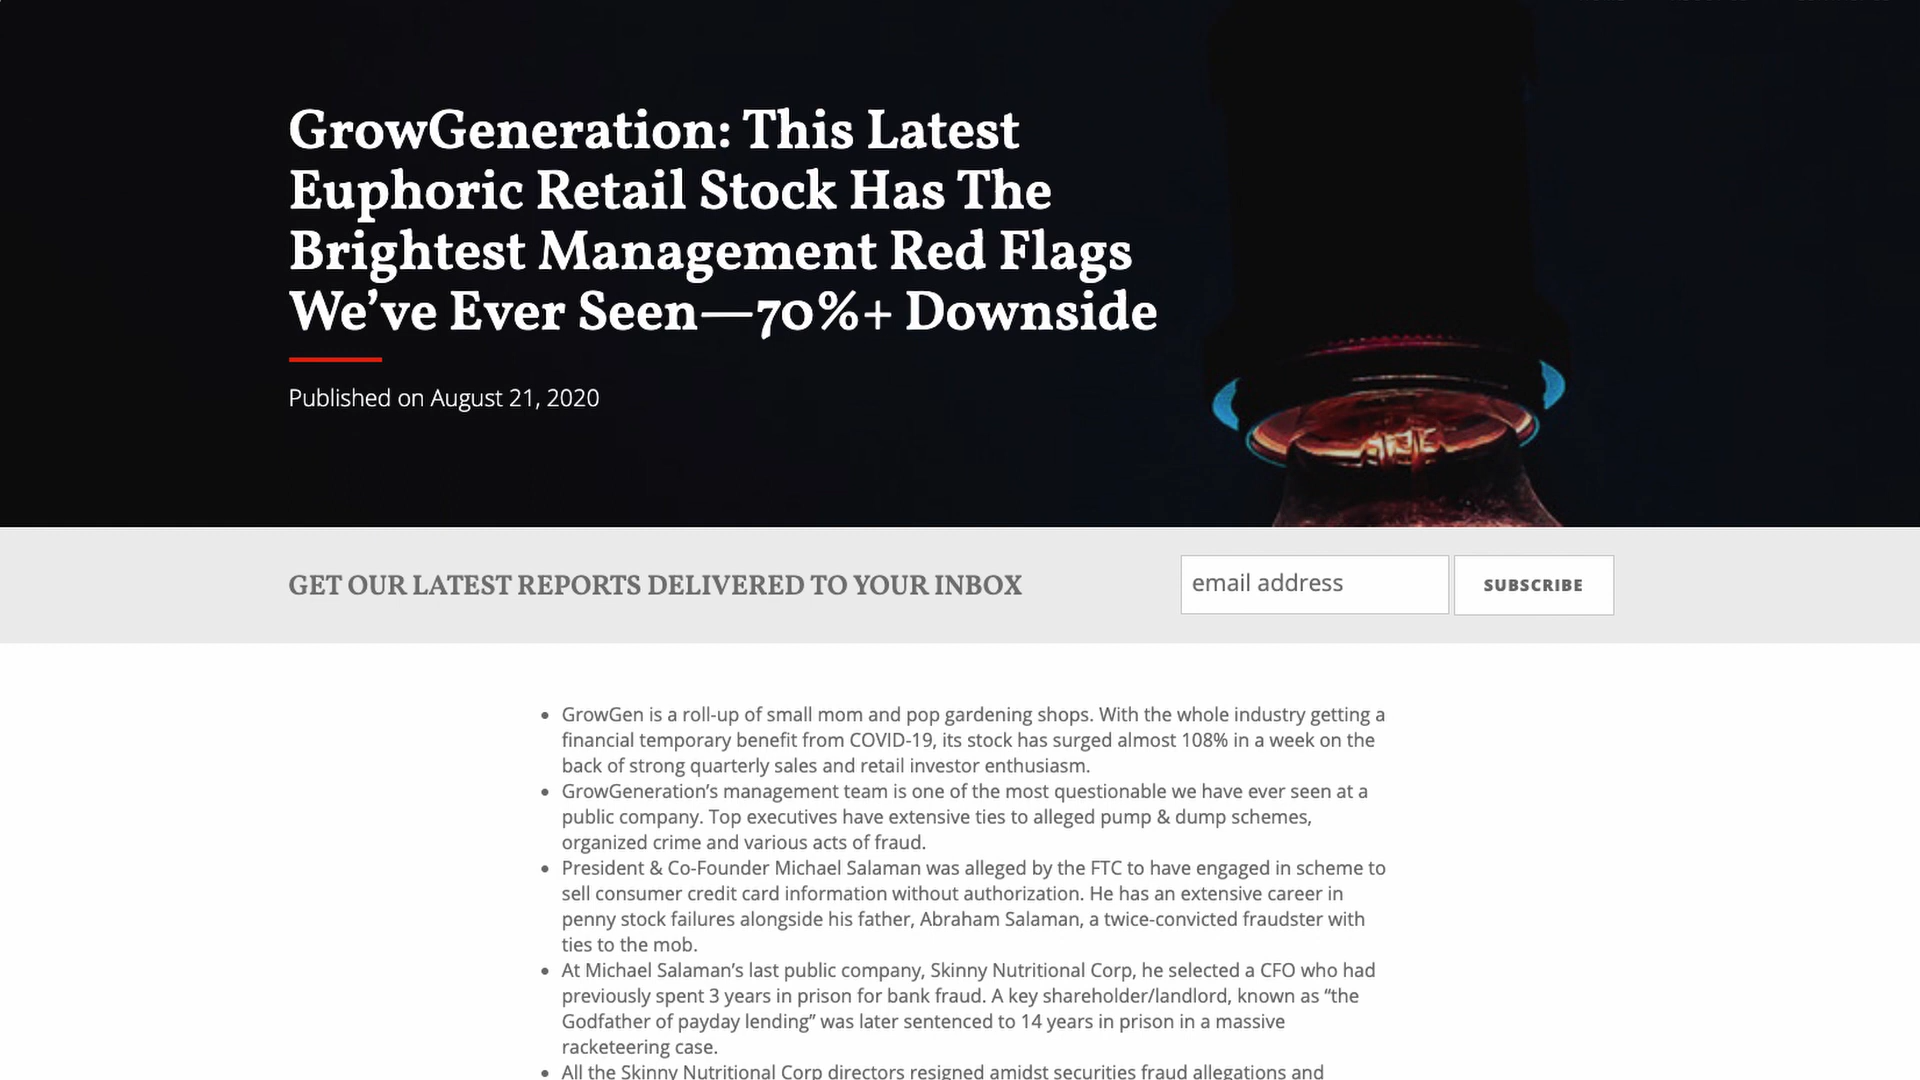 GrowGeneration: This Latest
Euphoric Retail Stock Has The
Brightest Management Red Flags
We’ve Ever Seen—70%+ Downside
Published on August 21, 2020
GET OUR LATEST REPORTS DELIVERED TO YOUR INBOX
email address
SUBSCRIBE
• GrowGen is a roll-up of small mom and pop gardening shops. With the whole industry getting a
financial temporary benefit from COVID-19, its stock has surged almost 108% in a week on the
back of strong quarterly sales and retail investor enthusiasm.
• GrowGeneration’s management team is one of the most questionable we have ever seen at a
public company. Top executives have extensive ties to alleged pump & dump schemes,
organized crime and various acts of fraud.
• President & Co-Founder Michael Salaman was alleged by the FTC to have engaged in scheme to
sell consumer credit card information without authorization. He has an extensive career in
penny stock failures alongside his father, Abraham Salaman, a twice-convicted fraudster with
ties to the mob.
• At Michael Salaman’s last public company, Skinny Nutritional Corp, he selected a CFO who had
previously spent 3 years in prison for bank fraud. A key shareholder/landlord, known as “the
Godfather of payday lending” was later sentenced to 14 years in prison in a massive
racketeering case.
• All the Skinny Nutritional Corp directors resigned amidst securities fraud allegations and